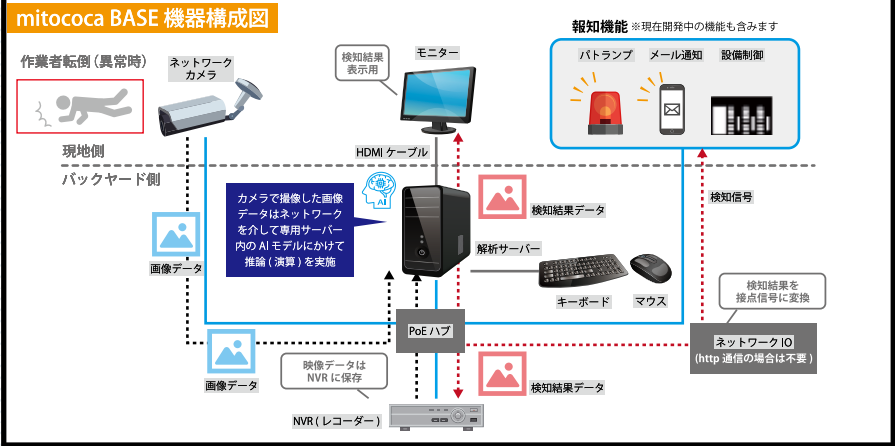 mitococa BASE 機器構成図
報知機能 ※現在開発中の機能も含みます
作業者転倒(異常時)
ネットワーク
カメラ
検知結果
表示用
モニター
パトランプ
メール通知
設備制御
現地側
HDMI ケーブル
バックヤード側
カメラで撮像した画像
データはネットワーク
を介して専用サーバー
内の AI モデルにかけて
推論(演算)を実施
AI
検知結果データ
検知信号
画像データ
解析サーバー
キーボード
マウス
検知結果を
接点信号に変換
PoE ハブ
ネットワーク IO
(http 通信の場合は不要)
映像データは
NVR に保存
画像データ
検知結果データ
NVR(レコーダー)